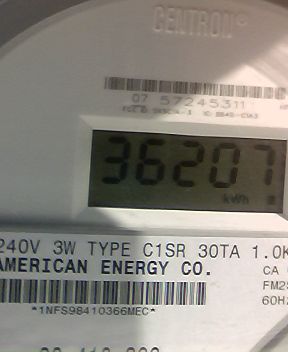 CENTRON®
07 57245311
36207
kWh
240V 3W TYPE C1SR 30TA 1.0K
AMERICAN ENERGY CO.
CA
FM2S
60HZ
*1NFS98410366MEC*